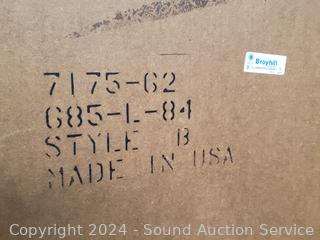 Broyhill
7175-62
685-L-84
STYLE B
MADE IN USA
Copyright 2024 - Sound Auction Service